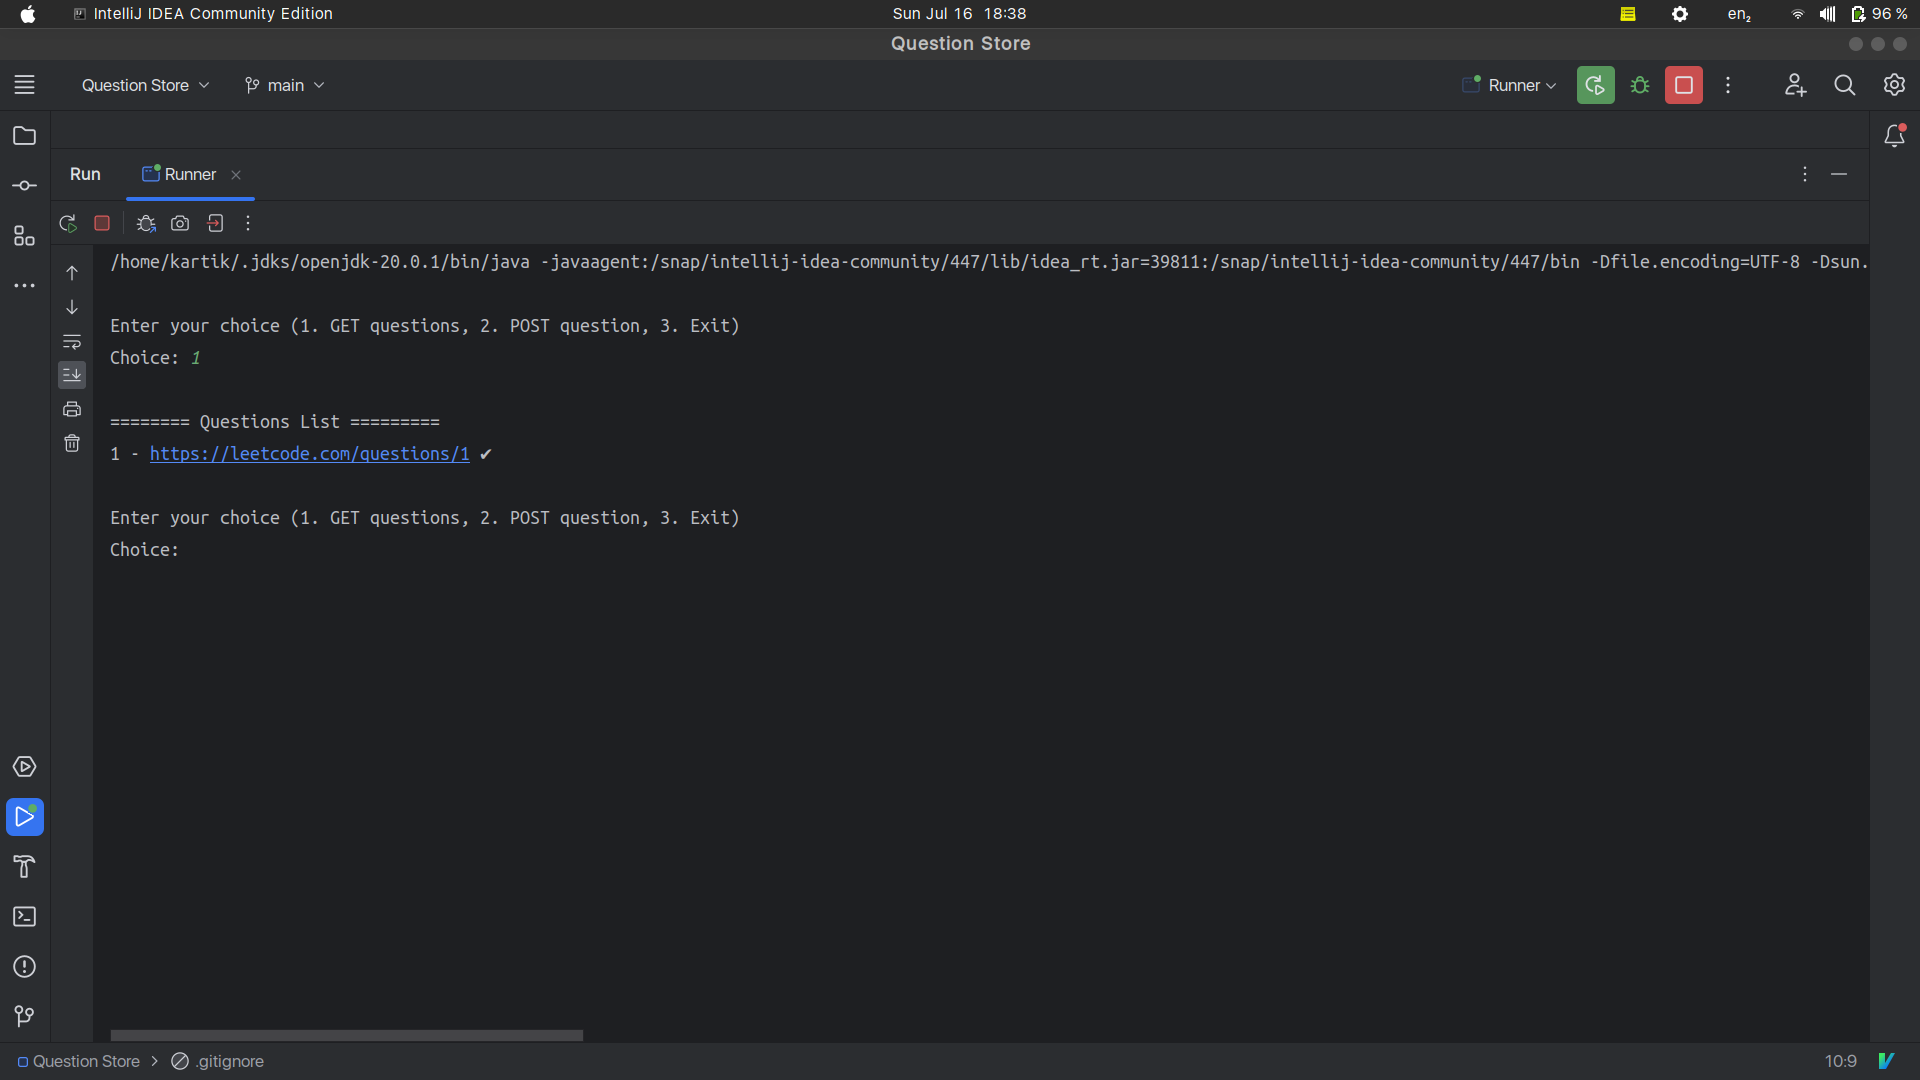 IntelliJ IDEA Community Edition
Sun Jul 16 18:38
en₂
96 %
Question Store
Question Store
main
Runner
Run
Runner
/home/kartik/.jdks/openjdk-20.0.1/bin/java -javaagent:/snap/intellij-idea-community/447/lib/idea_rt.jar=39811:/snap/intellij-idea-community/447/bin -Dfile.encoding=UTF-8 -Dsun.
Enter your choice (1. GET questions, 2. POST question, 3. Exit)
Choice: 1
======== Questions List =========
1 - https://leetcode.com/questions/1 ✔
Enter your choice (1. GET questions, 2. POST question, 3. Exit)
Choice:
Question Store
.gitignore
10:9